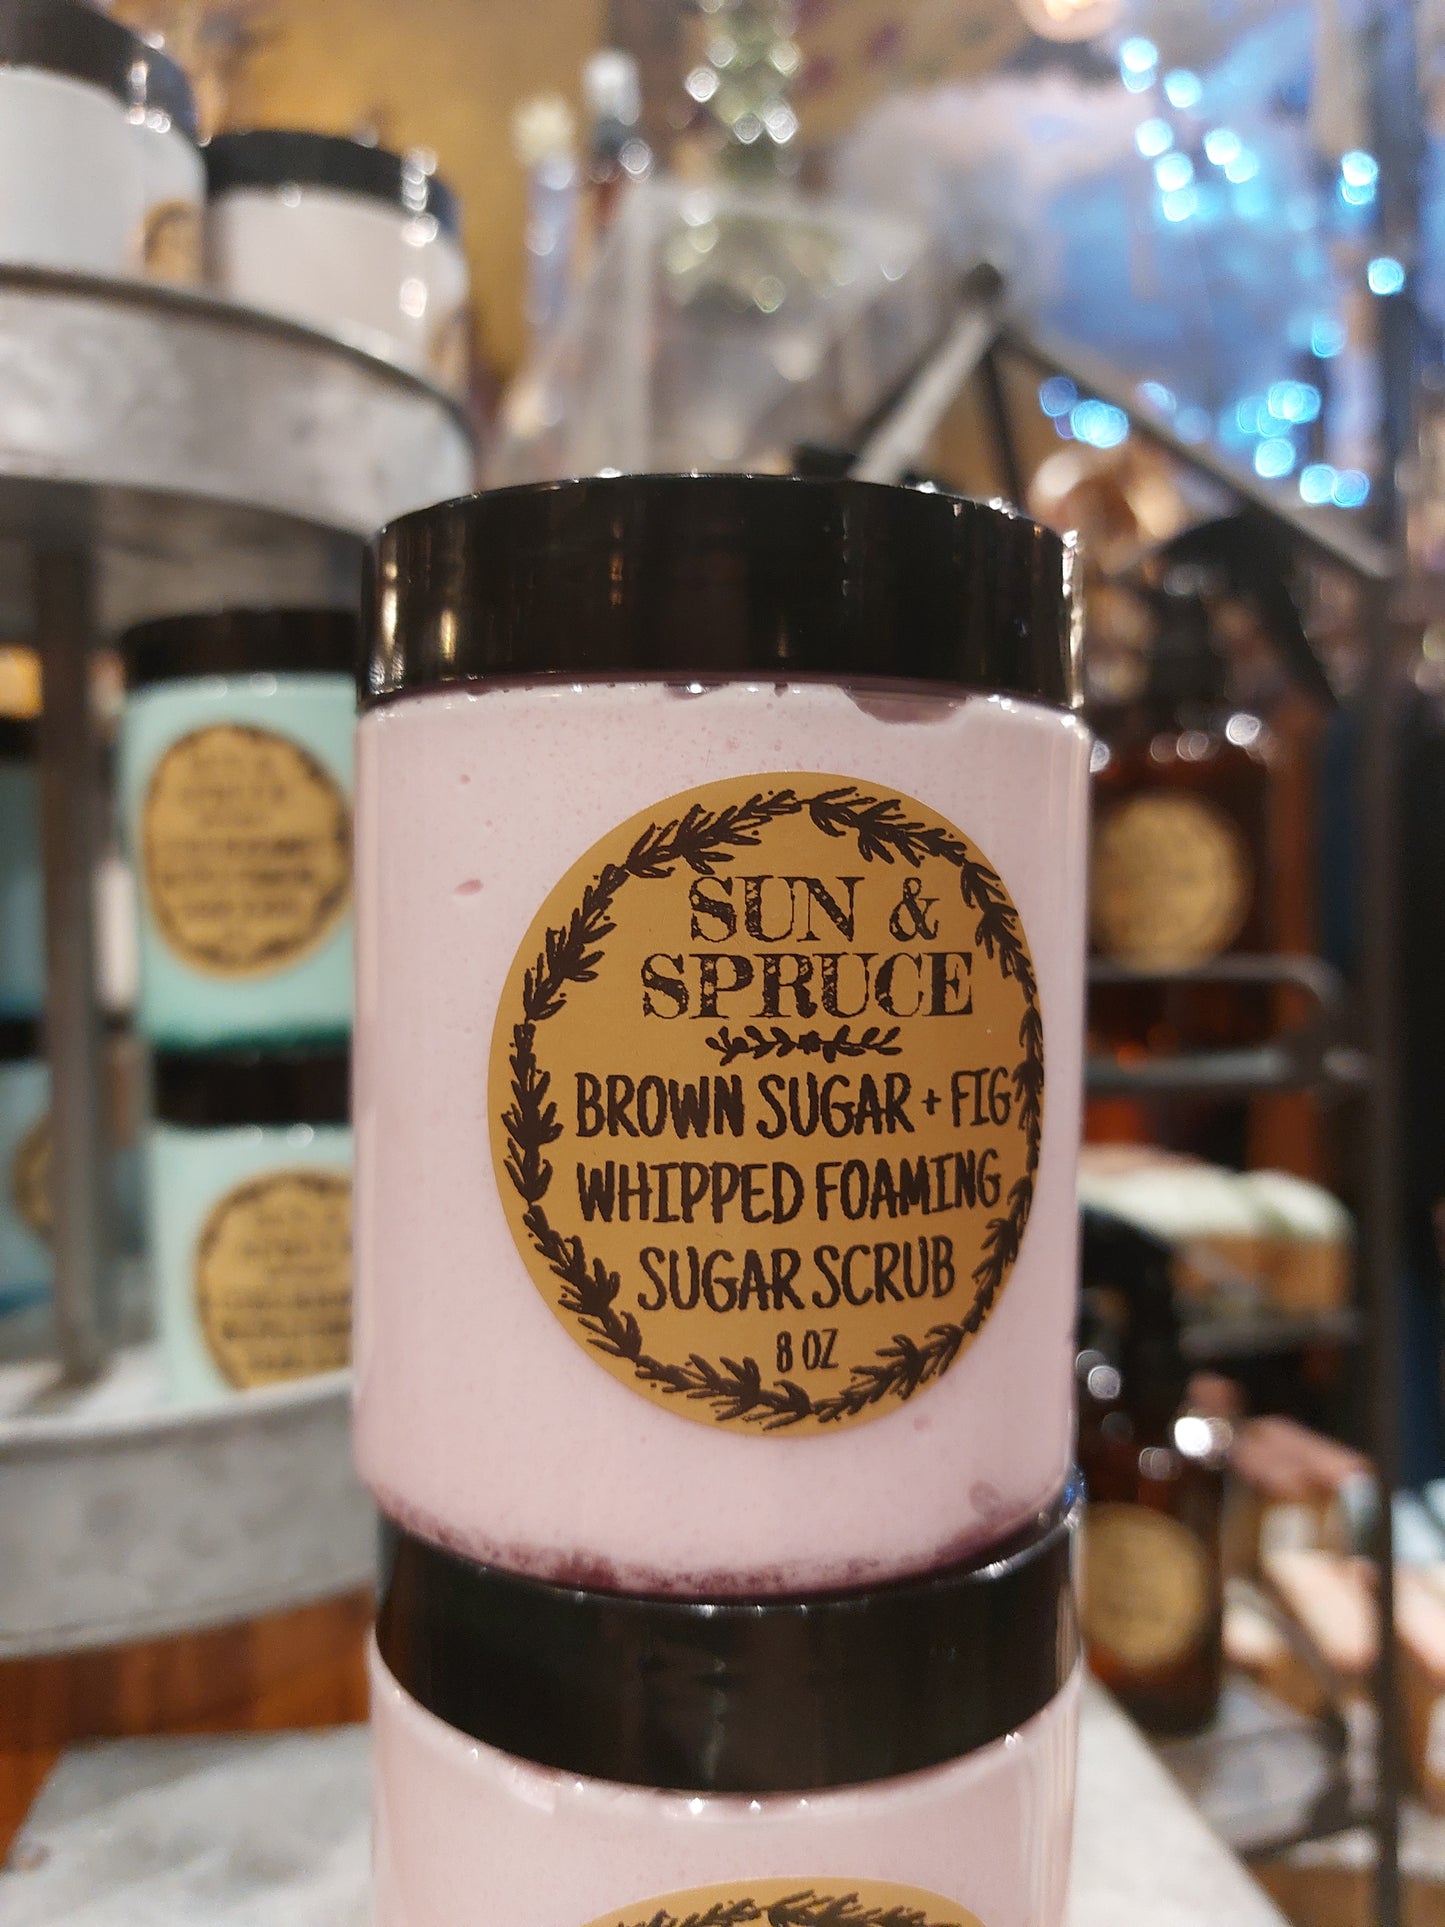 SUN &
SPRUCE
BROWN SUGAR + FIG
WHIPPED FOAMING
SUGAR SCRUB
8 OZ